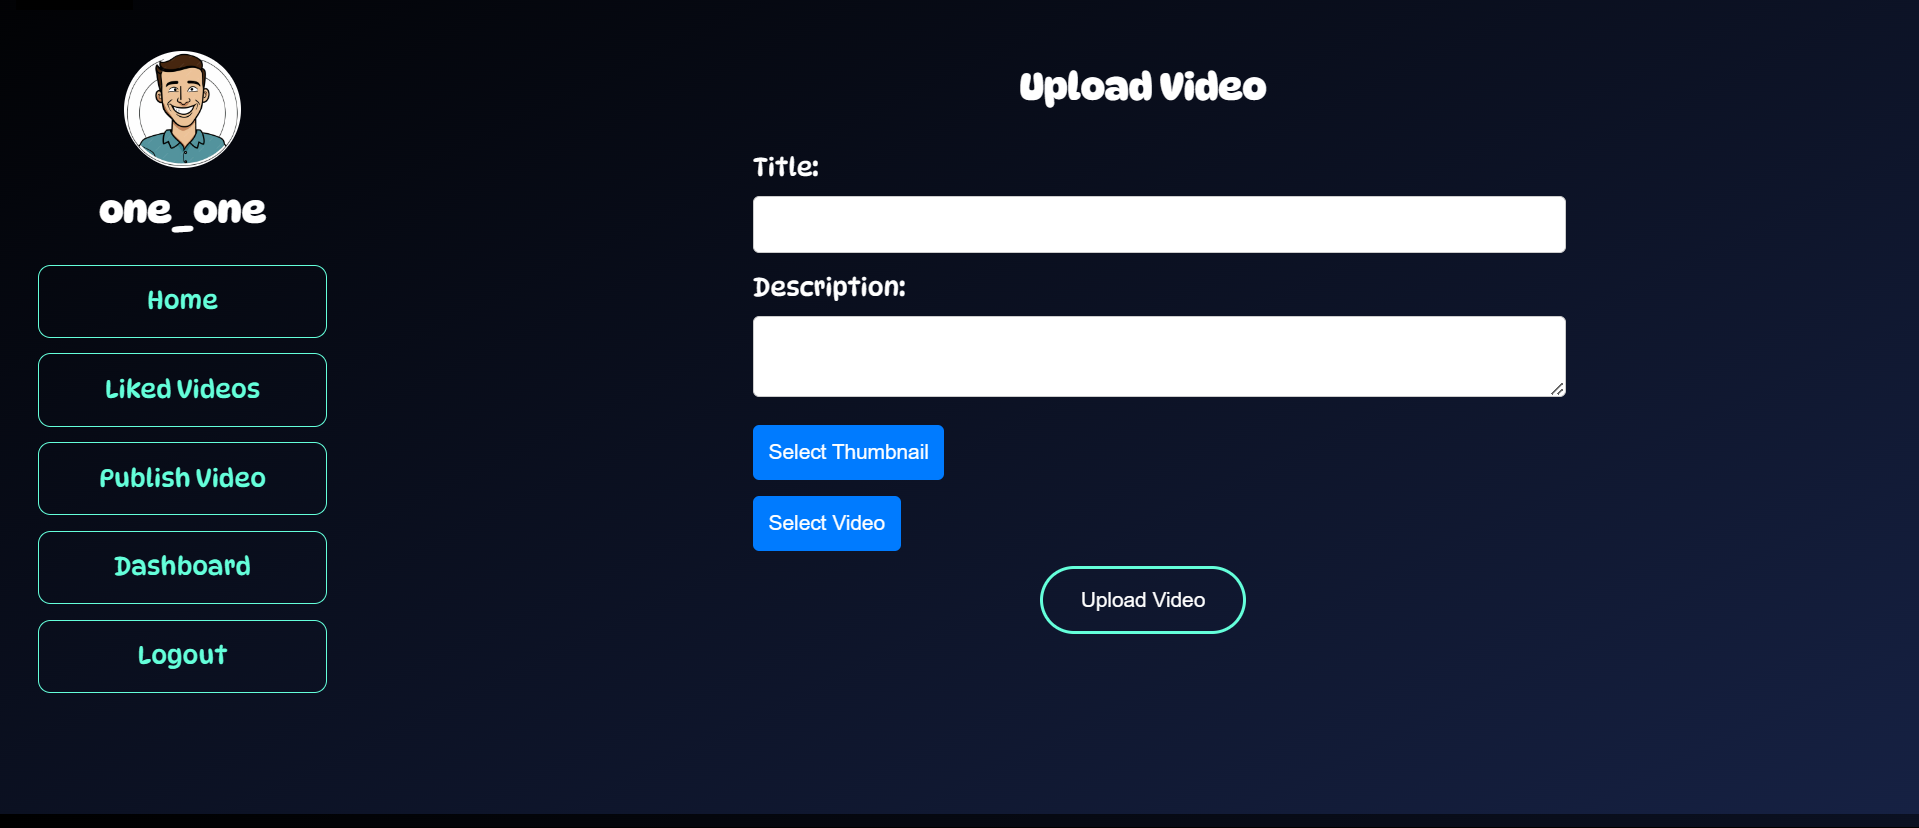 one_one
Home
Liked Videos
Publish Video
Dashboard
Logout
Upload Video
Title:
Description:
Select Thumbnail
Select Video
Upload Video